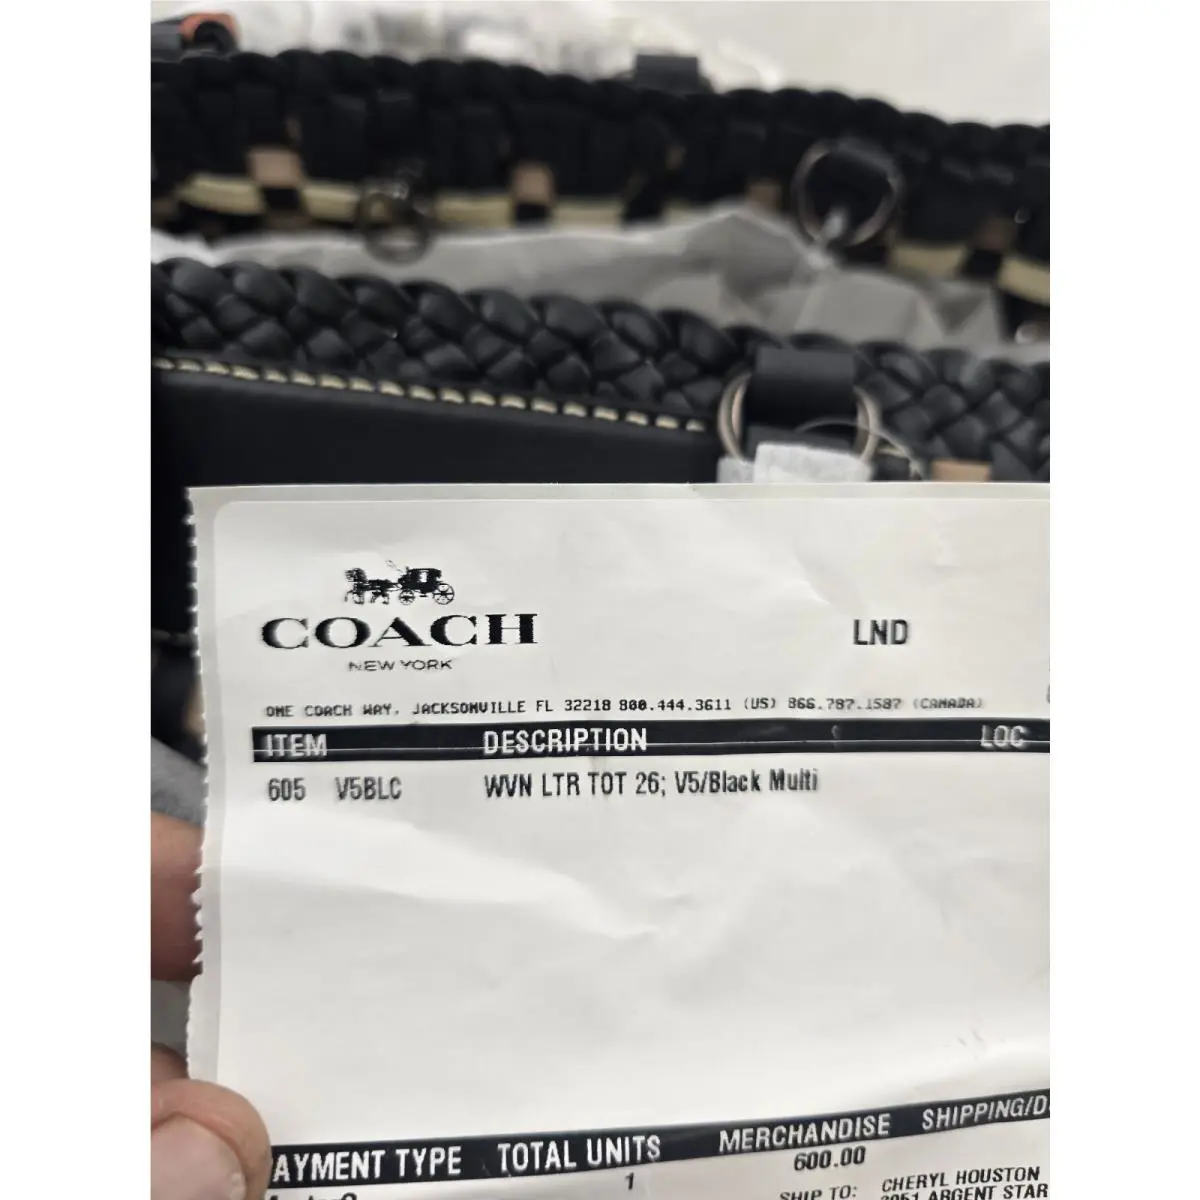 COACH
NEW YORK
LND
ONE COACH WAY, JACKSONVILLE FL 32218 800.444.3611 (US) 866.787.1587 (CANADA)
ITEM DESCRIPTION LOC
605 V5BLC WVN LTR TOT 26; V5/Black Multi
AYMENT TYPE TOTAL UNITS MERCHANDISE SHIPPING/D
1 600.00
SHIP TO: CHERYL HOUSTON
ARGENT STAR